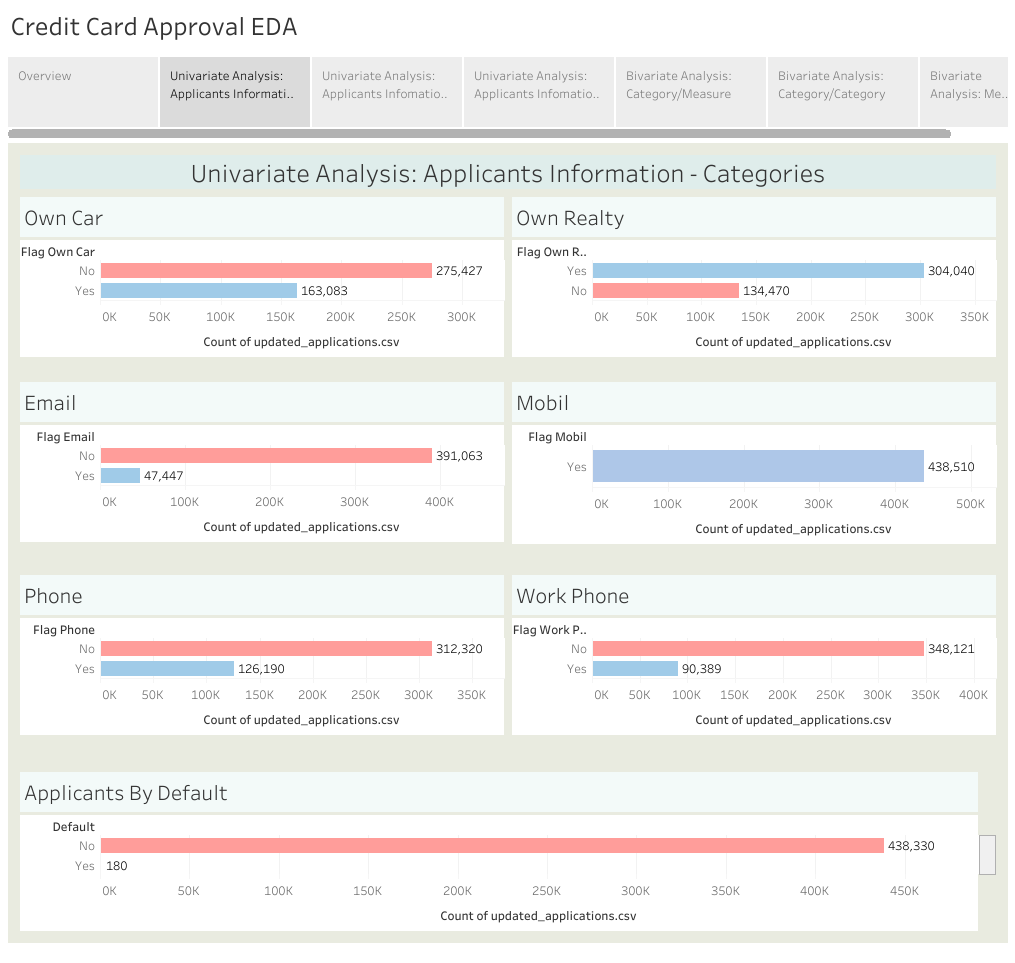 Credit Card Approval EDA
Overview
Univariate Analysis:
Applicants Informati..
Univariate Analysis:
Applicants Infomatio..
Univariate Analysis:
Applicants Infomatio..
Bivariate Analysis:
Category/Measure
Bivariate Analysis:
Category/Category
Bivariate
Analysis: Me..
Univariate Analysis: Applicants Information - Categories
Own Car
Flag Own Car
No 275,427
Yes 163,083
0K 50K 100K 150K 200K 250K 300K
Count of updated_applications.csv
Own Realty
Flag Own R..
Yes 304,040
No 134,470
0K 50K 100K 150K 200K 250K 300K 350K
Count of updated_applications.csv
Email
Flag Email
No 391,063
Yes 47,447
0K 100K 200K 300K 400K
Count of updated_applications.csv
Mobil
Flag Mobil
Yes 438,510
0K 100K 200K 300K 400K 500K
Count of updated_applications.csv
Phone
Flag Phone
No 312,320
Yes 126,190
0K 50K 100K 150K 200K 250K 300K 350K
Count of updated_applications.csv
Work Phone
Flag Work P..
No 348,121
Yes 90,389
0K 50K 100K 150K 200K 250K 300K 350K 400K
Count of updated_applications.csv
Applicants By Default
Default
No 438,330
Yes 180
0K 50K 100K 150K 200K 250K 300K 350K 400K 450K
Count of updated_applications.csv